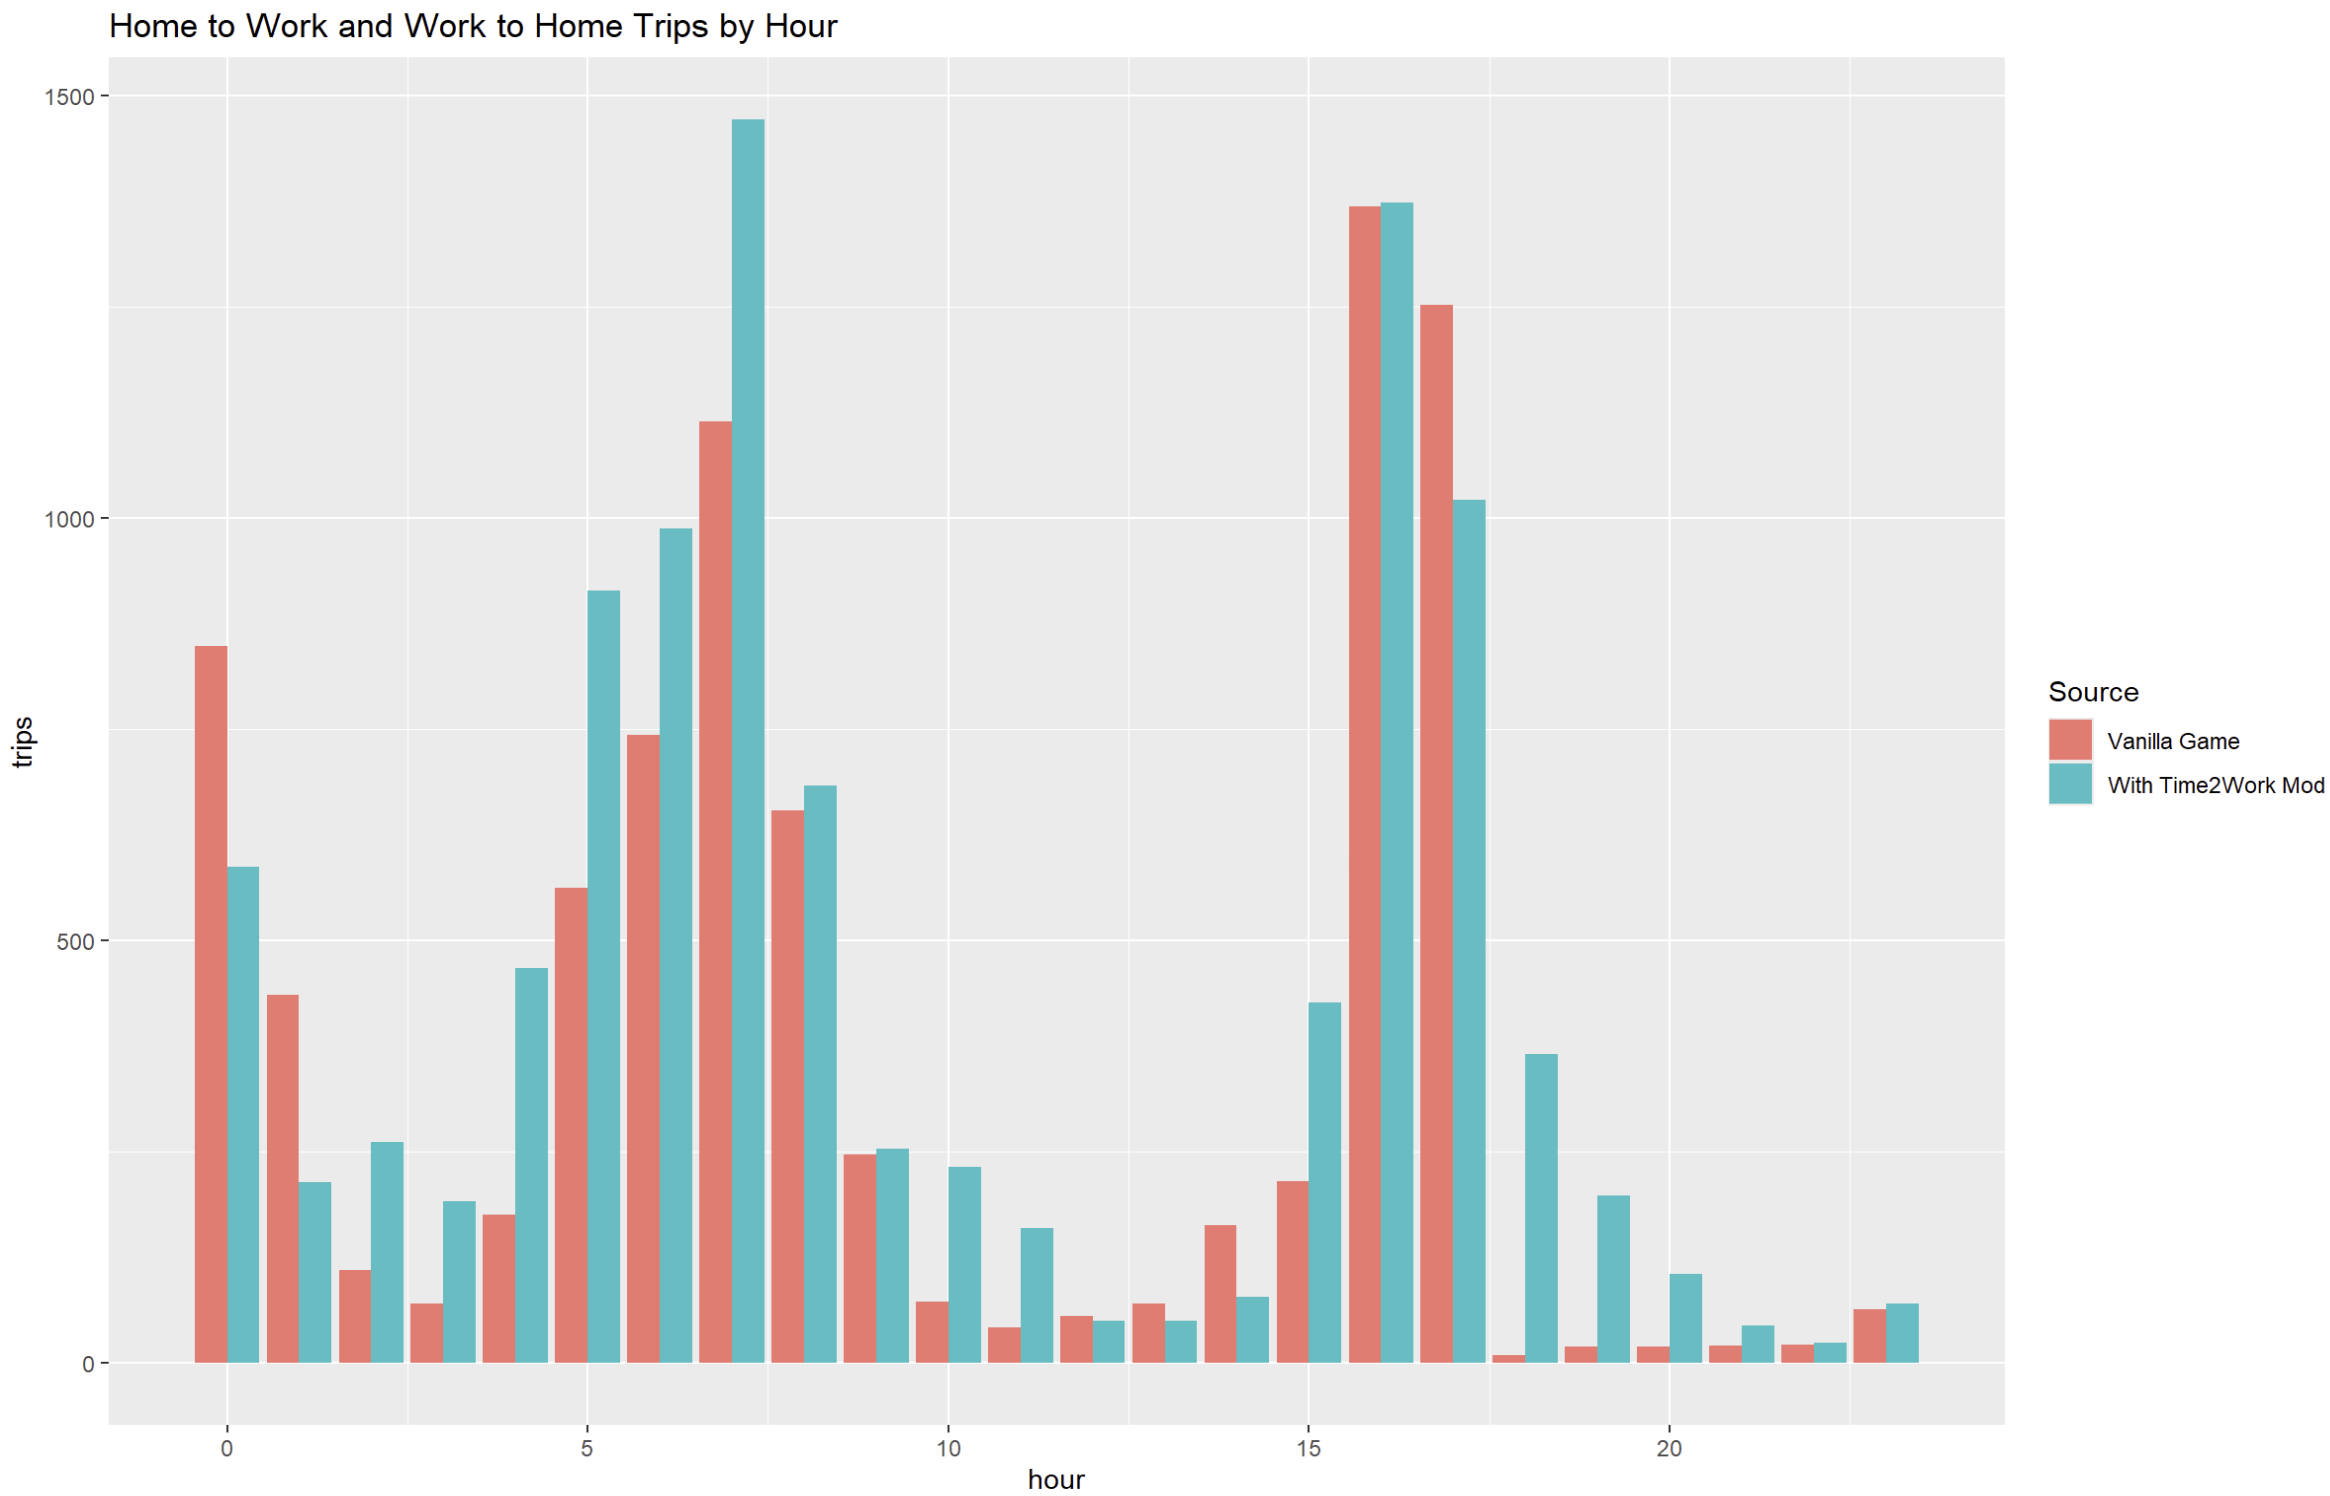 Home to Work and Work to Home Trips by Hour
1500
1000
500
0
trips
0 5 10 15 20
hour
Source
Vanilla Game
With Time2Work Mod